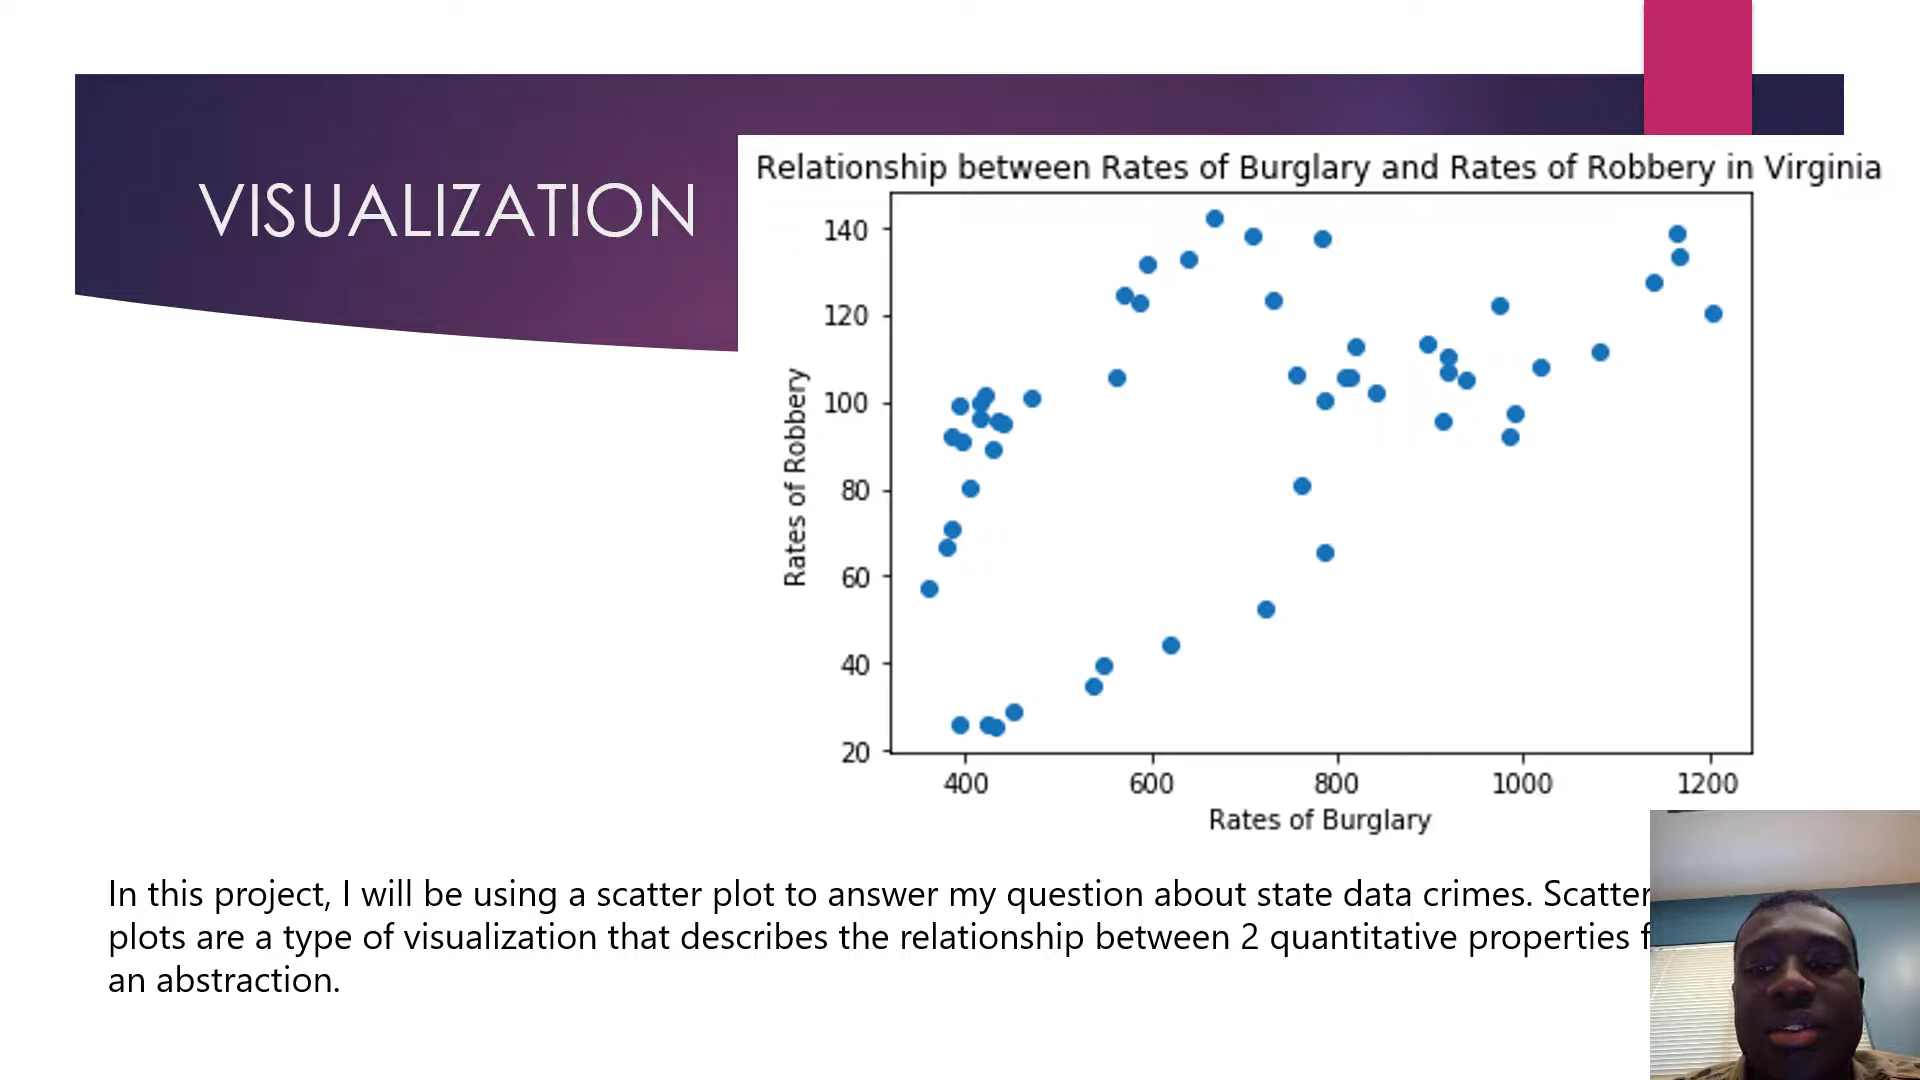 VISUALIZATION
Relationship between Rates of Burglary and Rates of Robbery in Virginia
140
120
100
80
60
40
20
Rates of Robbery
400 600 800 1000 1200
Rates of Burglary
In this project, I will be using a scatter plot to answer my question about state data crimes. Scatter
plots are a type of visualization that describes the relationship between 2 quantitative properties
an abstraction.